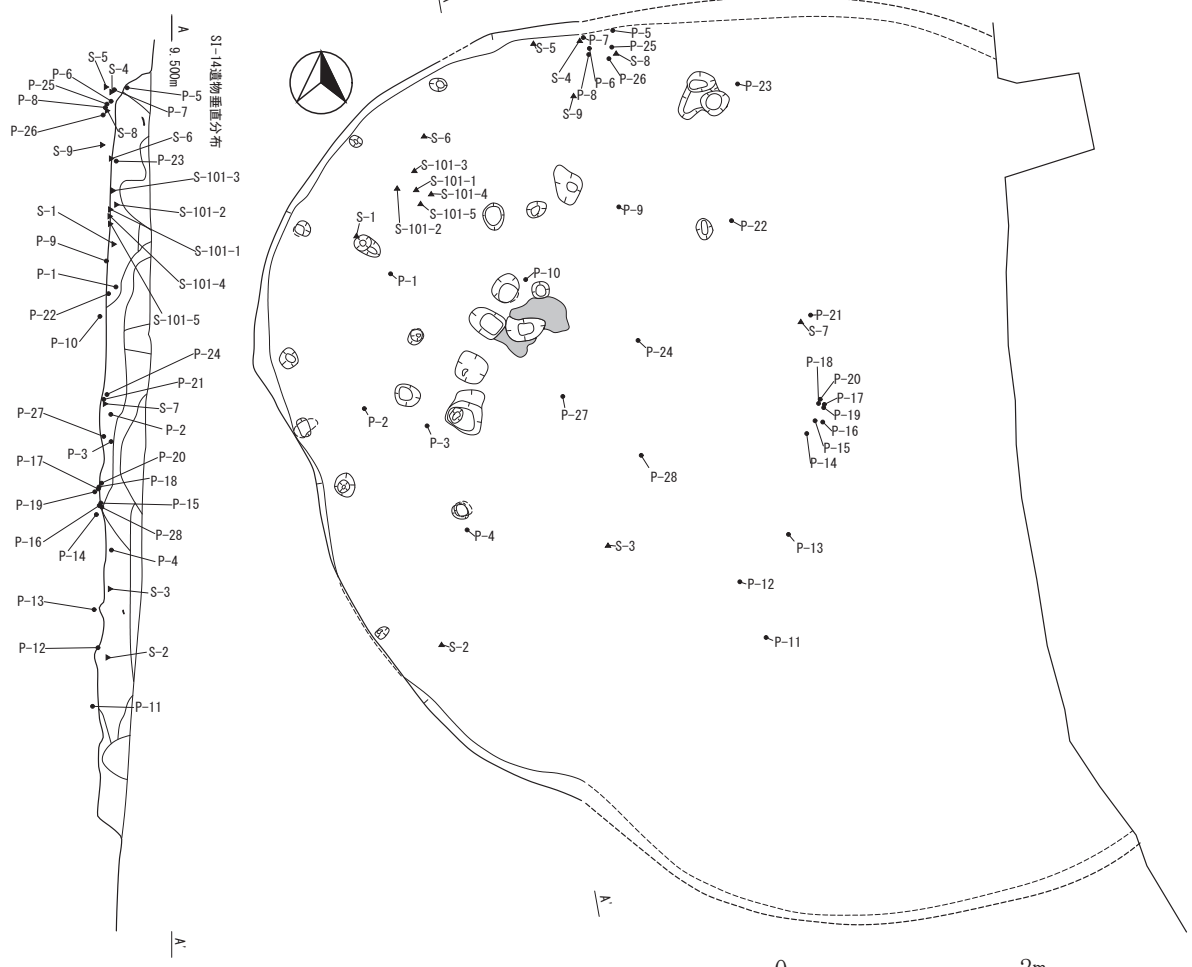 A
9.500m
SI-14遺物垂直分布
S-5
S-4
P-6
P-25
P-8
P-26
P-5
P-7
S-8
S-6
S-9
P-23
S-101-3
S-1
S-101-2
P-9
S-101-1
P-1
S-101-4
P-22
S-101-5
P-10
P-24
P-21
S-7
P-27
P-2
P-3
P-17
P-20
P-18
P-19
P-15
P-16
P-28
P-14
P-4
S-3
P-13
P-12
S-2
P-11
A'
S-5
P-7
P-5
P-25
S-8
S-4
P-6
P-26
P-8
S-9
P-23
S-6
S-101-3
S-101-1
S-101-4
S-101-5
S-101-2
S-1
P-9
P-22
P-1
P-10
P-21
S-7
P-24
P-18
P-20
P-17
P-19
P-16
P-15
P-14
P-2
P-3
P-27
P-28
P-4
S-3
P-13
P-12
P-11
S-2
A'
0
2m